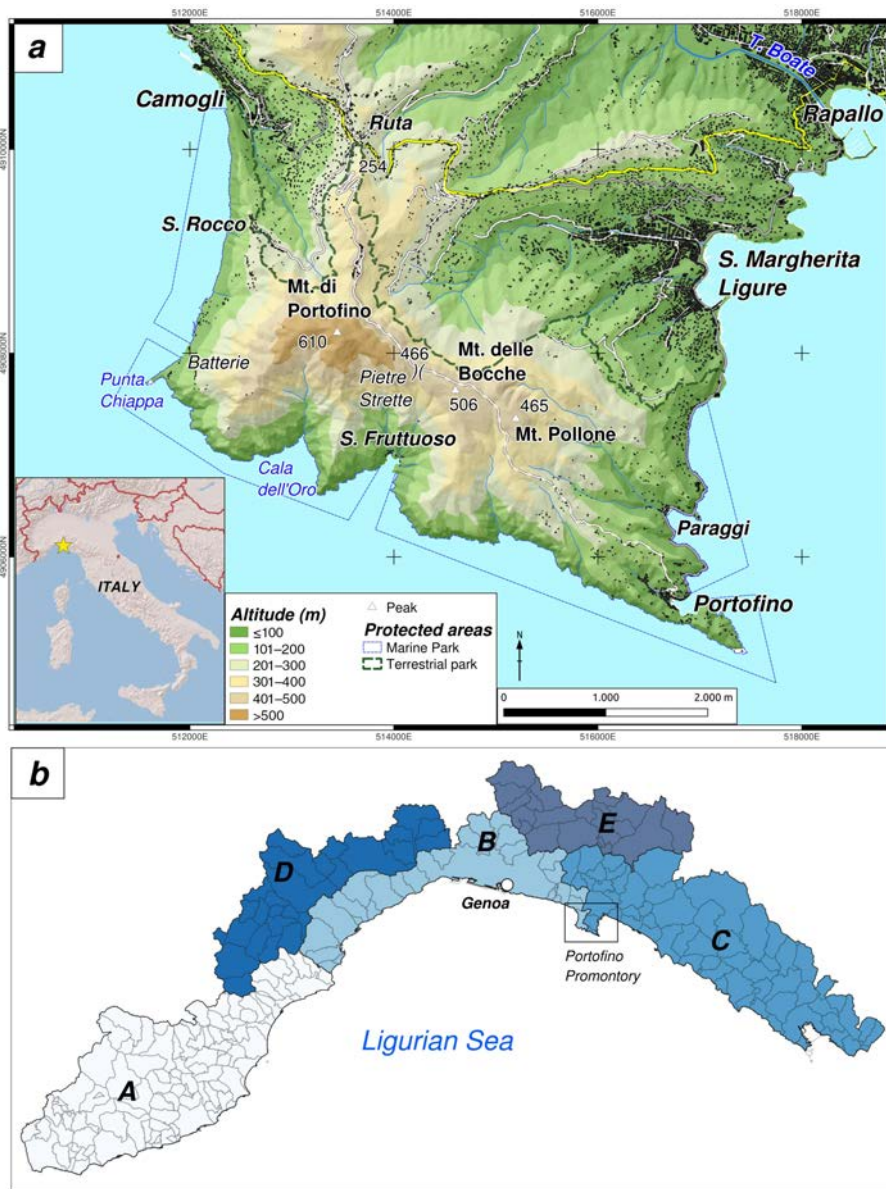 512000E
514000E
516000E
518000E
a
T. Boate
Camogli
Rapallo
Ruta
4910000N
254
S. Rocco
S. Margherita
Ligure
Mt. di
Portofino
610
466
Mt. delle
Bocche
4908000N
Batterie
)(
Punta
Chiappa
Pietre
Strette
506
465
Mt. Pollone
S. Fruttuoso
Cala
dell'Oro
Paraggi
4906000N
Portofino
ITALY
Altitude (m)
≤100
101–200
201–300
301–400
401–500
>500
Peak
Protected areas
Marine Park
Terrestrial park
N
0
1.000
2.000 m
512000E
514000E
516000E
518000E
b
E
B
D
Genoa
C
Portofino
Promontory
Ligurian Sea
A